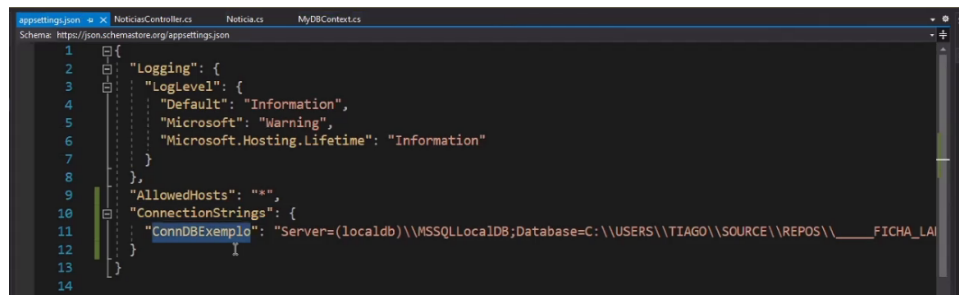 appsettings.json NoticiasController.cs Noticia.cs MyDBContext.cs
Schema: https://json.schemastore.org/appsettings.json
1 {
2 "Logging": {
3 "LogLevel": {
4 "Default": "Information",
5 "Microsoft": "Warning",
6 "Microsoft.Hosting.Lifetime": "Information"
7 }
8 },
9 "AllowedHosts": "*",
10 "ConnectionStrings": {
11 "ConnDBExemplo": "Server=(localdb)\\MSSQLLocalDB;Database=C:\\USERS\\TIAGO\\SOURCE\\REPOS\\_____FICHA_LA
12 }
13 }
14